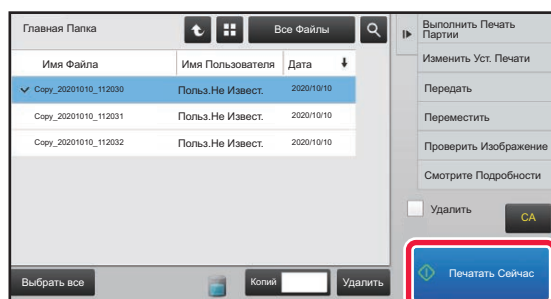 Главная Папка
Все Файлы
Имя Файла Имя Пользователя Дата
Copy_20201010_112030 Польз.Не Извест. 2020/10/10
Copy_20201010_112031 Польз.Не Извест. 2020/10/10
Copy_20201010_112032 Польз.Не Извест. 2020/10/10
Выбрать все
Копий
Удалить
Выполнить Печать
Партии
Изменить Уст. Печати
Передать
Переместить
Проверить Изображение
Смотрите Подробности
Удалить
CA
Печатать Сейчас